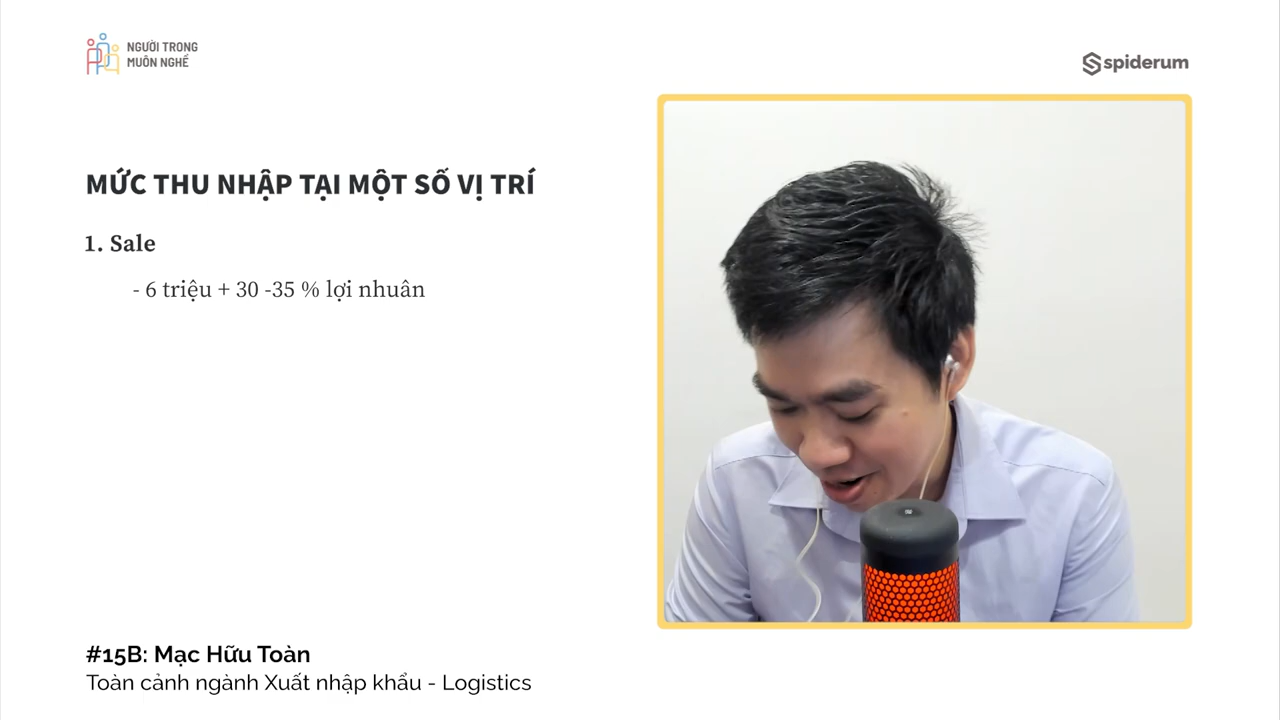 NGƯỜI TRONG
MUÔN NGHỀ
spiderum
MỨC THU NHẬP TẠI MỘT SỐ VỊ TRÍ
1. Sale
- 6 triệu + 30 -35 % lợi nhuân
#15B: Mạc Hữu Toàn
Toàn cảnh ngành Xuất nhập khẩu - Logistics